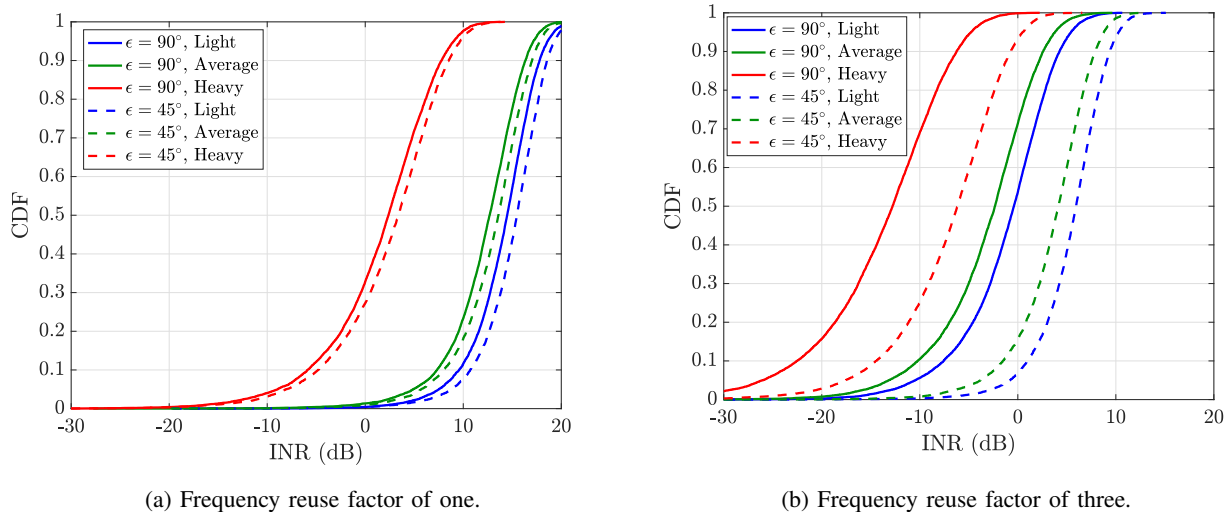 1
0.9
0.8
0.7
0.6
0.5
0.4
0.3
0.2
0.1
0
CDF
ϵ = 90°, Light
ϵ = 90°, Average
ϵ = 90°, Heavy
ϵ = 45°, Light
ϵ = 45°, Average
ϵ = 45°, Heavy
-30 -20 -10 0 10 20
INR (dB)
(a) Frequency reuse factor of one.
1
0.9
0.8
0.7
0.6
0.5
0.4
0.3
0.2
0.1
0
CDF
ϵ = 90°, Light
ϵ = 90°, Average
ϵ = 90°, Heavy
ϵ = 45°, Light
ϵ = 45°, Average
ϵ = 45°, Heavy
-30 -20 -10 0 10 20
INR (dB)
(b) Frequency reuse factor of three.